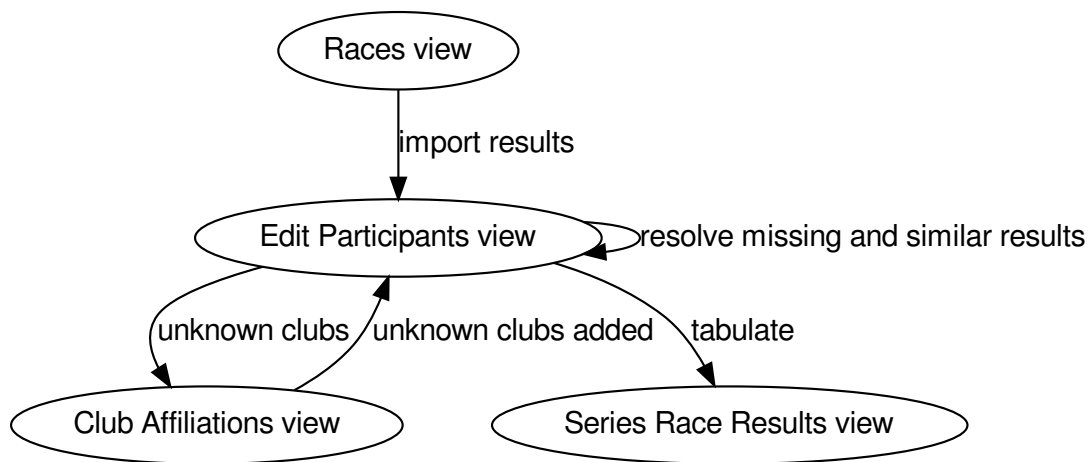 Races view
import results
Edit Participants view
resolve missing and similar results
unknown clubs
unknown clubs added
tabulate
Club Affiliations view
Series Race Results view